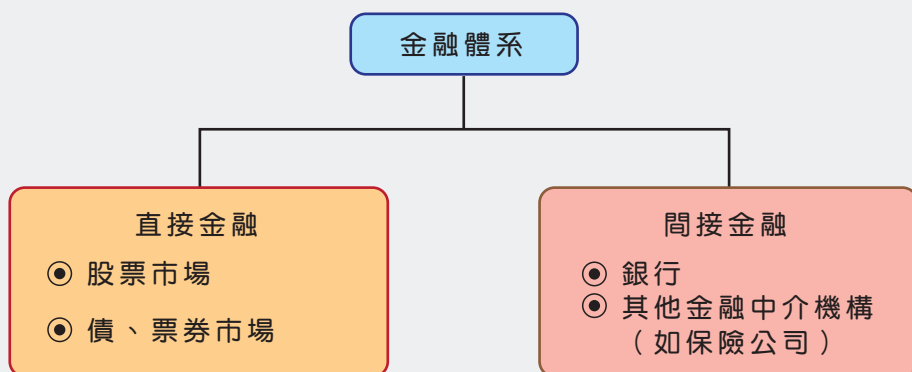 金融體系
直接金融
◉ 股票市場
◉ 債、票券市場
間接金融
◉ 銀行
◉ 其他金融中介機構
（如保險公司）